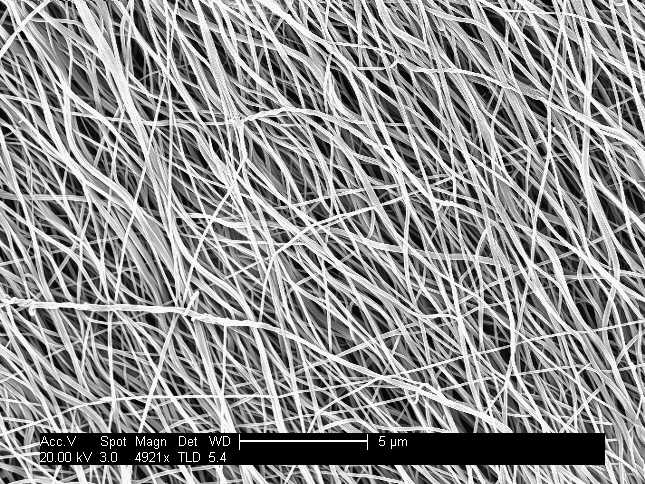 Acc.V Spot Magn Det WD 5 µm
20.00 kV 3.0 4921x TLD 5.4